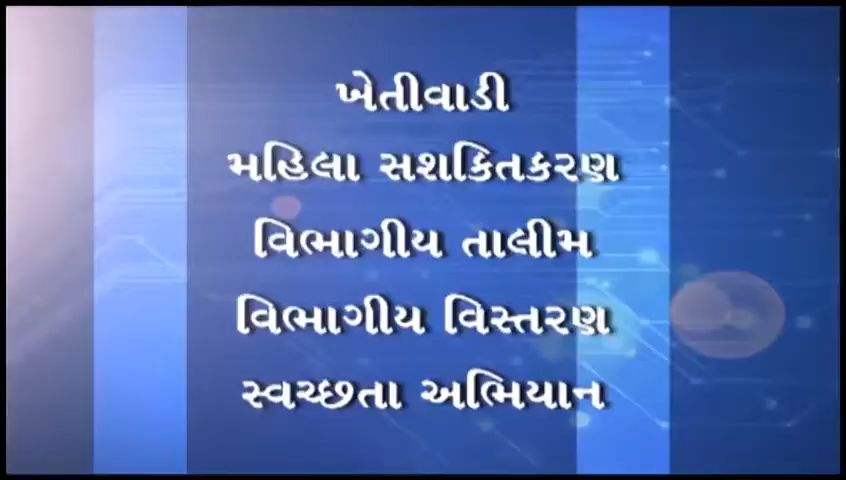 ખેતીવાડી
મહિલા સશકિતકરણ
વિભાગીય તાલીમ
વિભાગીય વિસ્તરણ
સ્વચ્છતા અભિયાન